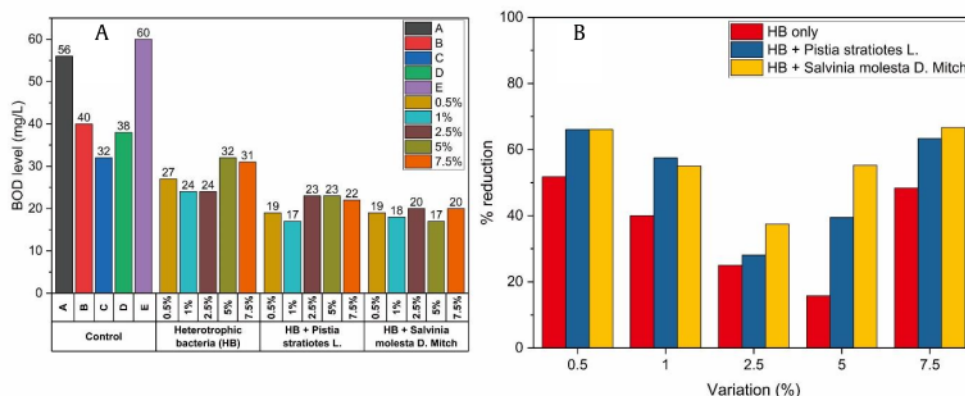 A
BOD level (mg/L)
60
50
40
30
20
10
0
56
40
32
38
60
27
24
24
32
31
19
17
23
23
22
19
18
20
17
20
A
B
C
D
E
0.5%
1%
2.5%
5%
7.5%
A
B
C
D
E
0.5%
1%
2.5%
5%
7.5%
0.5%
1%
2.5%
5%
7.5%
0.5%
1%
2.5%
5%
7.5%
Control
Heterotrophic
bacteria (HB)
HB + Pistia
stratiotes L.
HB + Salvinia
molesta D. Mitch
B
HB only
HB + Pistia stratiotes L.
HB + Salvinia molesta D. Mitch
% reduction
100
80
60
40
20
0
0.5
1
2.5
5
7.5
Variation (%)